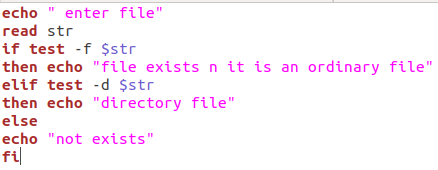 echo " enter file"
read str
if test -f $str
then echo "file exists n it is an ordinary file"
elif test -d $str
then echo "directory file"
else
echo "not exists"
fi